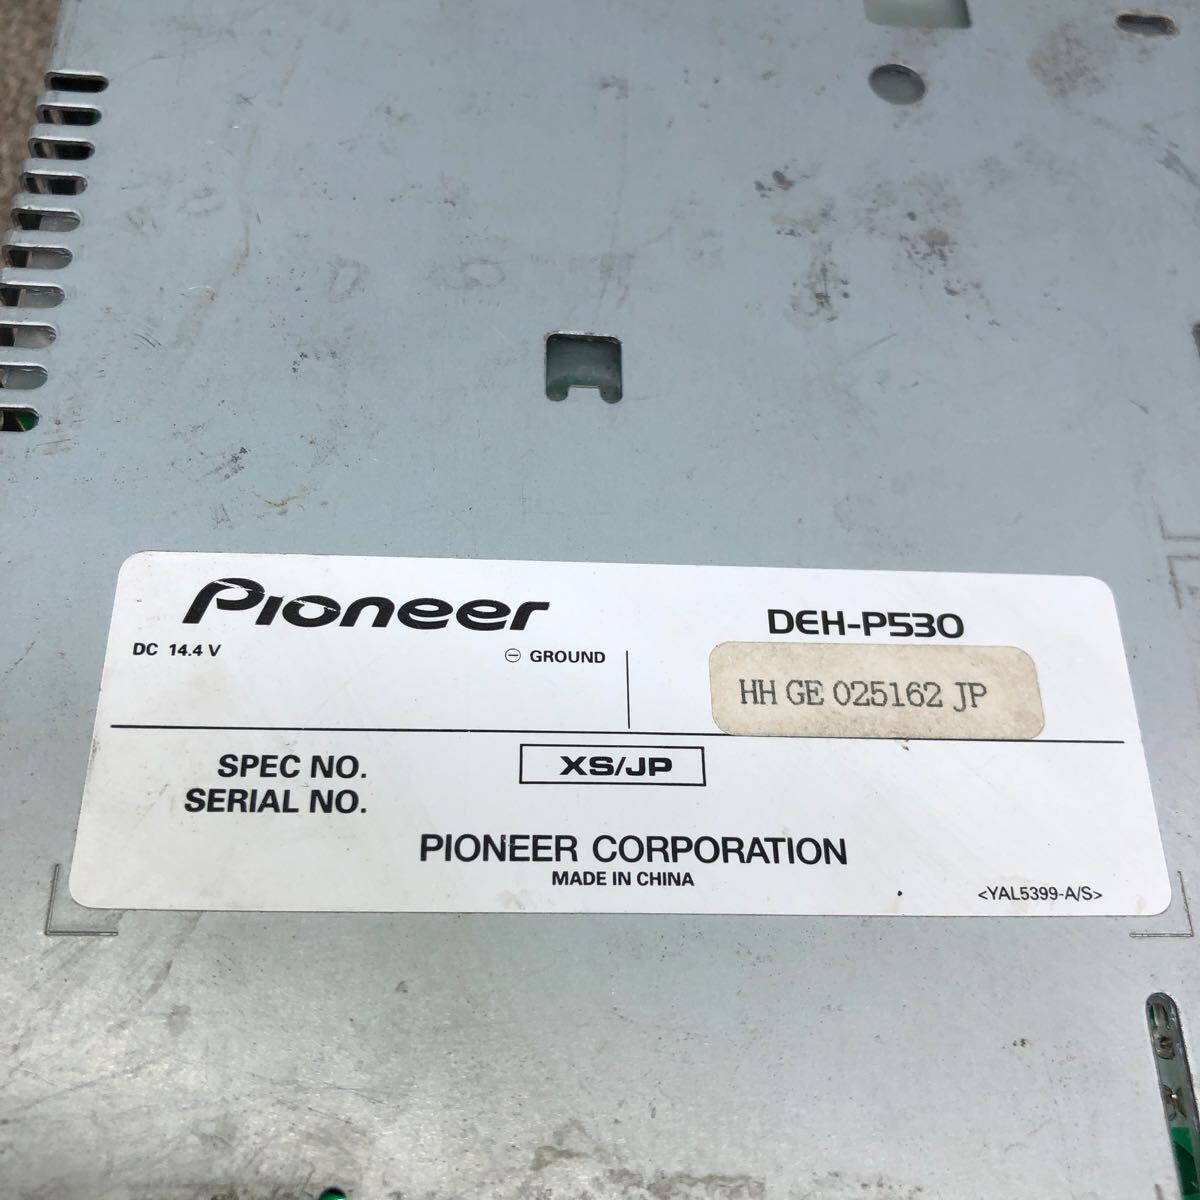 Pioneer
DEH-P530
DC 14.4 V
⊖ GROUND
HH GE 025162 JP
SPEC NO.
XS/JP
SERIAL NO.
PIONEER CORPORATION
MADE IN CHINA
<YAL5399-A/S>